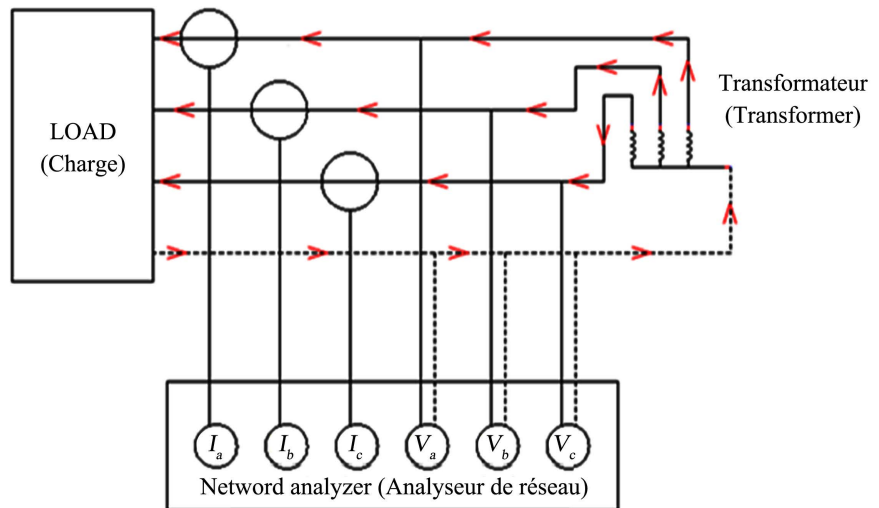 Transformateur
(Transformer)
LOAD
(Charge)
I_a I_b I_c V_a V_b V_c
Netword analyzer (Analyseur de réseau)